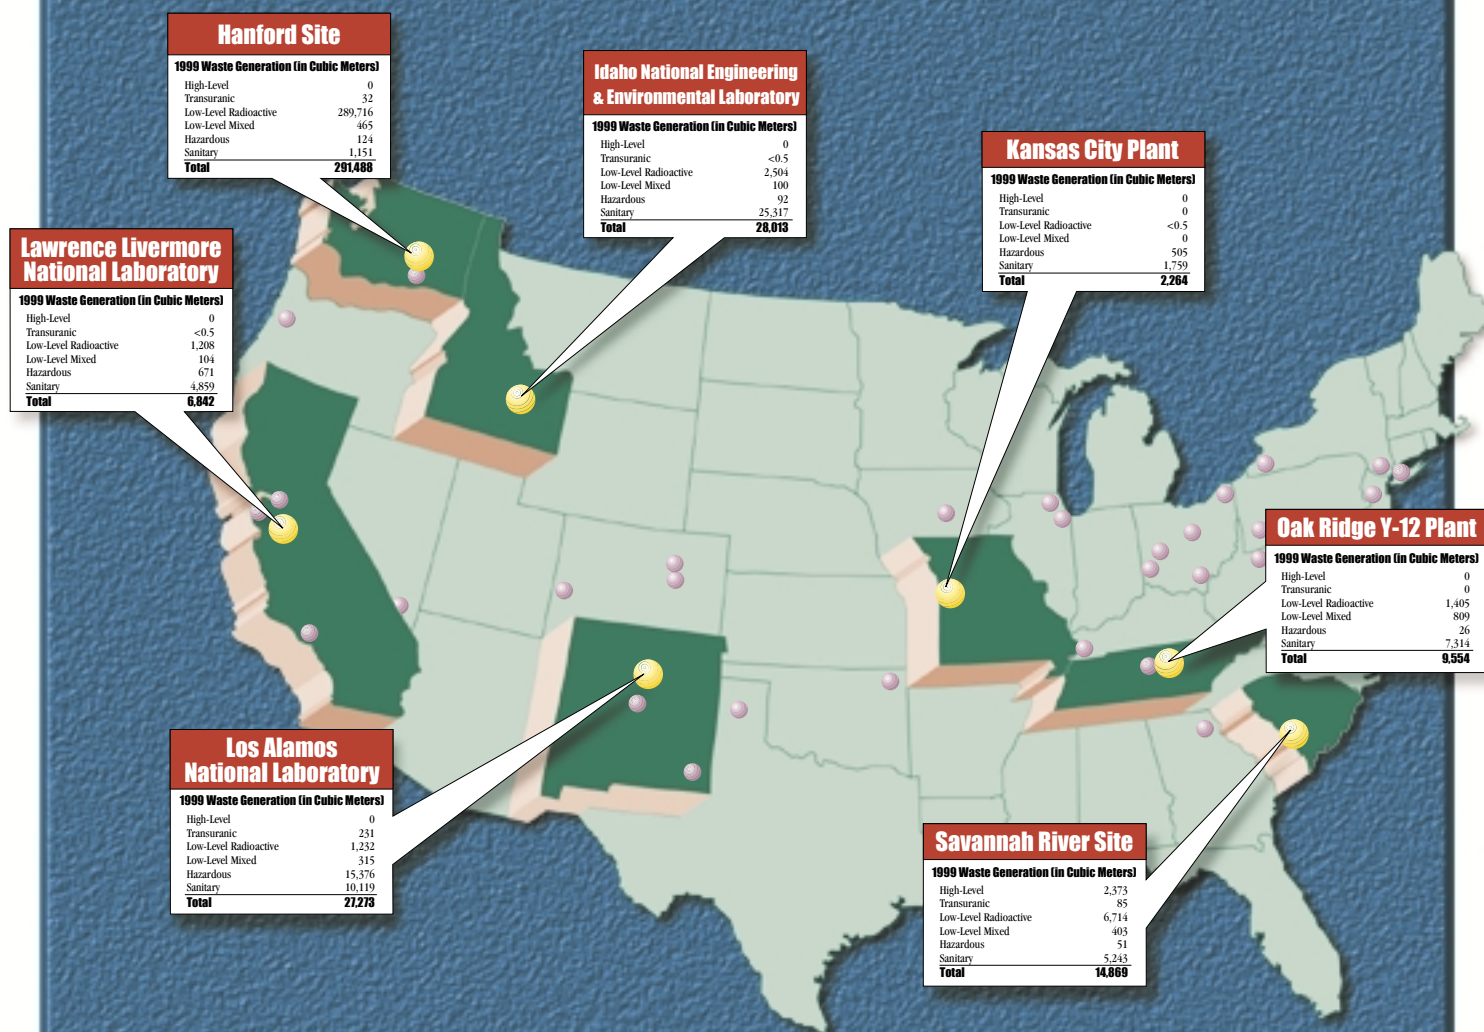 Hanford Site
1999 Waste Generation (in Cubic Meters)
High-Level 0
Transuranic 32
Low-Level Radioactive 289,716
Low-Level Mixed 465
Hazardous 124
Sanitary 1,151
Total 291,488
Idaho National Engineering
& Environmental Laboratory
1999 Waste Generation (in Cubic Meters)
High-Level 0
Transuranic <0.5
Low-Level Radioactive 2,504
Low-Level Mixed 100
Hazardous 92
Sanitary 25,317
Total 28,013
Kansas City Plant
1999 Waste Generation (in Cubic Meters)
High-Level 0
Transuranic 0
Low-Level Radioactive <0.5
Low-Level Mixed 0
Hazardous 505
Sanitary 1,759
Total 2,264
Lawrence Livermore
National Laboratory
1999 Waste Generation (in Cubic Meters)
High-Level 0
Transuranic <0.5
Low-Level Radioactive 1,208
Low-Level Mixed 104
Hazardous 671
Sanitary 4,859
Total 6,842
Oak Ridge Y-12 Plant
1999 Waste Generation (in Cubic Meters)
High-Level 0
Transuranic 0
Low-Level Radioactive 1,405
Low-Level Mixed 809
Hazardous 26
Sanitary 7,314
Total 9,554
Los Alamos
National Laboratory
1999 Waste Generation (in Cubic Meters)
High-Level 0
Transuranic 231
Low-Level Radioactive 1,232
Low-Level Mixed 315
Hazardous 15,376
Sanitary 10,119
Total 27,273
Savannah River Site
1999 Waste Generation (in Cubic Meters)
High-Level 2,373
Transuranic 85
Low-Level Radioactive 6,714
Low-Level Mixed 403
Hazardous 51
Sanitary 5,243
Total 14,869